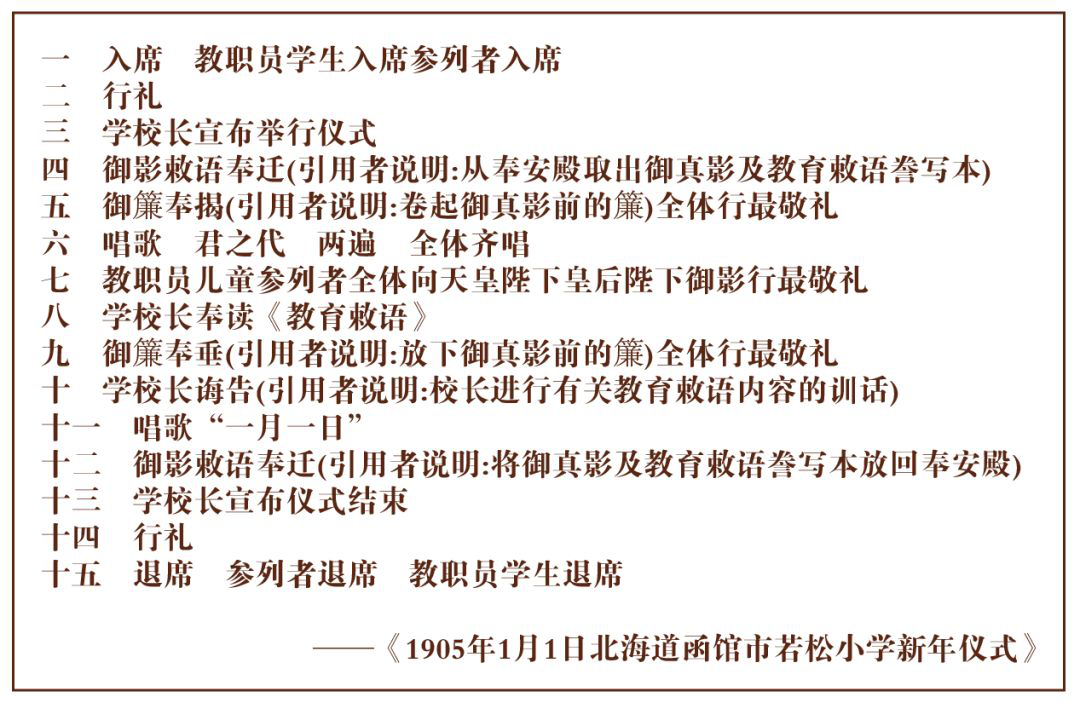 一　入席　教职员学生入席参列者入席
二　行礼
三　学校长宣布举行仪式
四　御影敕语奉迁(引用者说明:从奉安殿取出御真影及教育敕语誊写本)
五　御簾奉揭(引用者说明:卷起御真影前的簾)全体行最敬礼
六　唱歌　君之代　两遍　全体齐唱
七　教职员儿童参列者全体向天皇陛下皇后陛下御影行最敬礼
八　学校长奉读《教育敕语》
九　御簾奉垂(引用者说明:放下御真影前的簾)全体行最敬礼
十　学校长诲告(引用者说明:校长进行有关教育敕语内容的训话)
十一　唱歌“一月一日”
十二　御影敕语奉迁(引用者说明:将御真影及教育敕语誊写本放回奉安殿)
十三　学校长宣布仪式结束
十四　行礼
十五　退席　参列者退席　教职员学生退席
——《1905年1月1日北海道函馆市若松小学新年仪式》